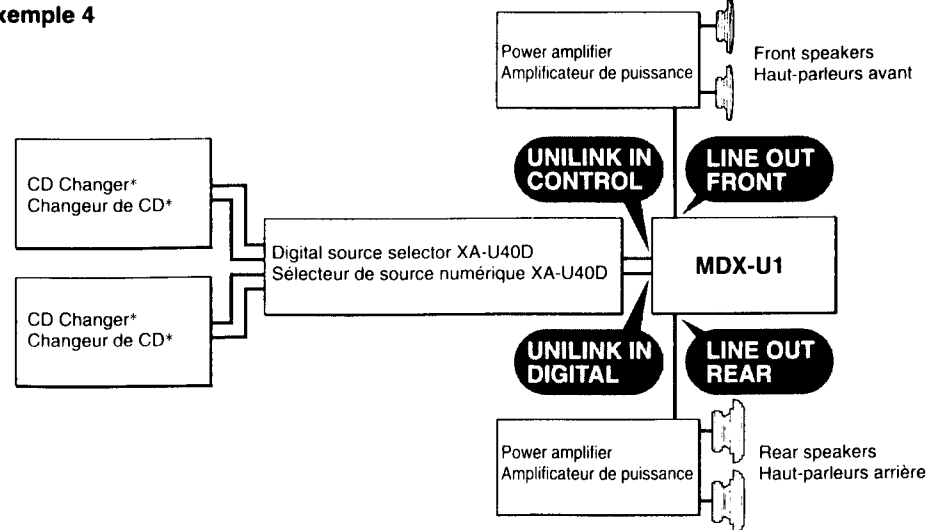 xemple 4
Power amplifier
Amplificateur de puissance
Front speakers
Haut-parleurs avant
UNILINK IN
CONTROL
LINE OUT
FRONT
CD Changer*
Changeur de CD*
Digital source selector XA-U40D
Sélecteur de source numérique XA-U40D
MDX-U1
CD Changer*
Changeur de CD*
UNILINK IN
DIGITAL
LINE OUT
REAR
Power amplifier
Amplificateur de puissance
Rear speakers
Haut-parleurs arrière